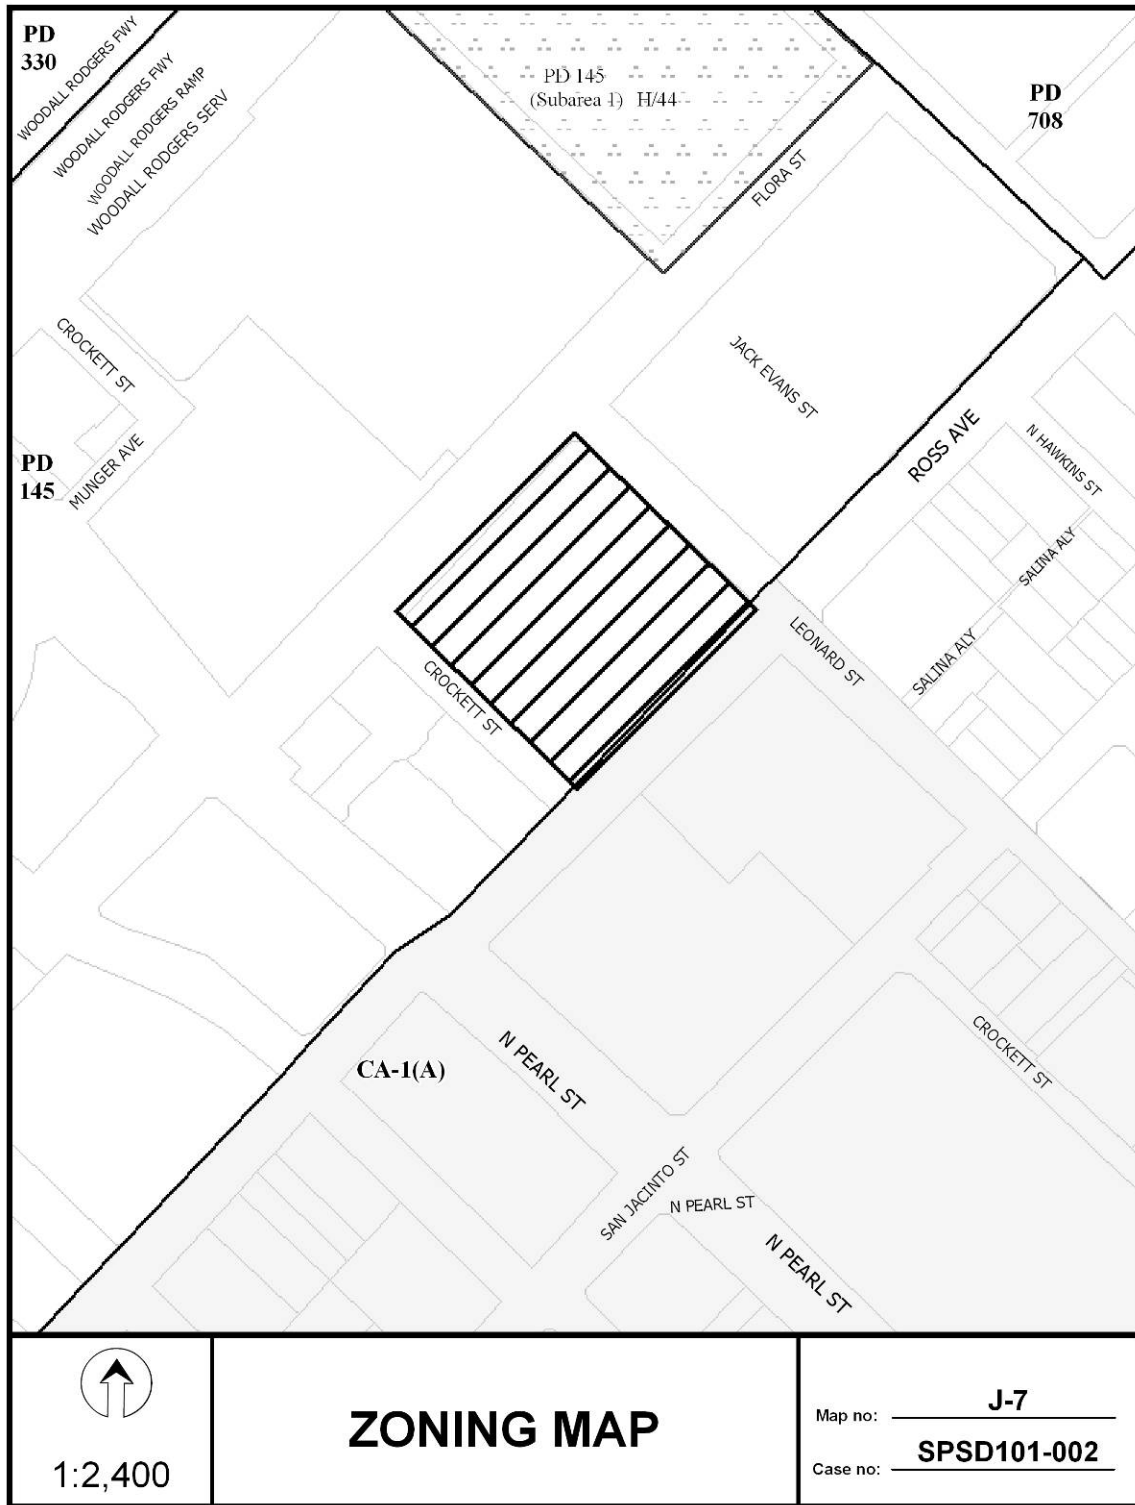 PD
330
WOODALL RODGERS FWY
WOODALL RODGERS FWY
WOODALL RODGERS RAMP
WOODALL RODGERS SERV
PD 145
(Subarea 1) H/44
PD
708
FLORA ST
CROCKETT ST
MUNGER AVE
PD
145
JACK EVANS ST
ROSS AVE
N HAWKINS ST
SALINA ALY
SALINA ALY
LEONARD ST
CROCKETT ST
CA-1(A)
N PEARL ST
CROCKETT ST
SAN JACINTO ST
N PEARL ST
N PEARL ST
1:2,400
ZONING MAP
Map no: J-7
Case no: SPSD101-002